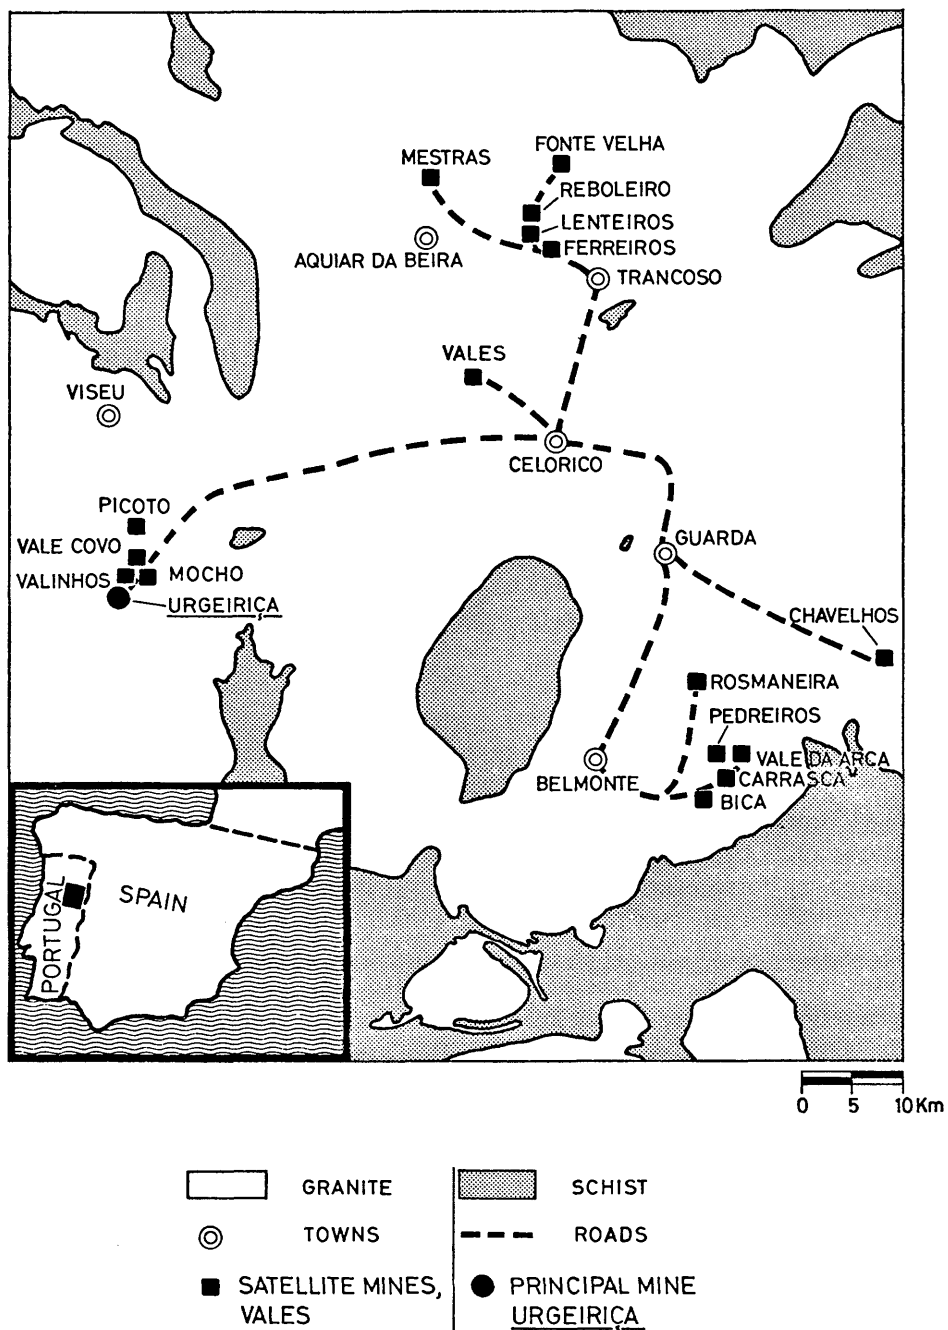 FONTE VELHA
MESTRAS
REBOLEIRO
LENTEIROS
FERREIROS
AQUIAR DA BEIRA
TRANCOSO
VALES
VISEU
CELORICO
PICOTO
GUARDA
VALE COVO
VALINHOS
MOCHO
URGEIRIÇA
CHAVELHOS
ROSMANEIRA
PEDREIROS
VALE DA ARCA
BELMONTE
CARRASCA
BICA
SPAIN
PORTUGAL
0 5 10 Km
GRANITE
SCHIST
TOWNS
ROADS
SATELLITE MINES,
VALES
PRINCIPAL MINE
URGEIRIÇA